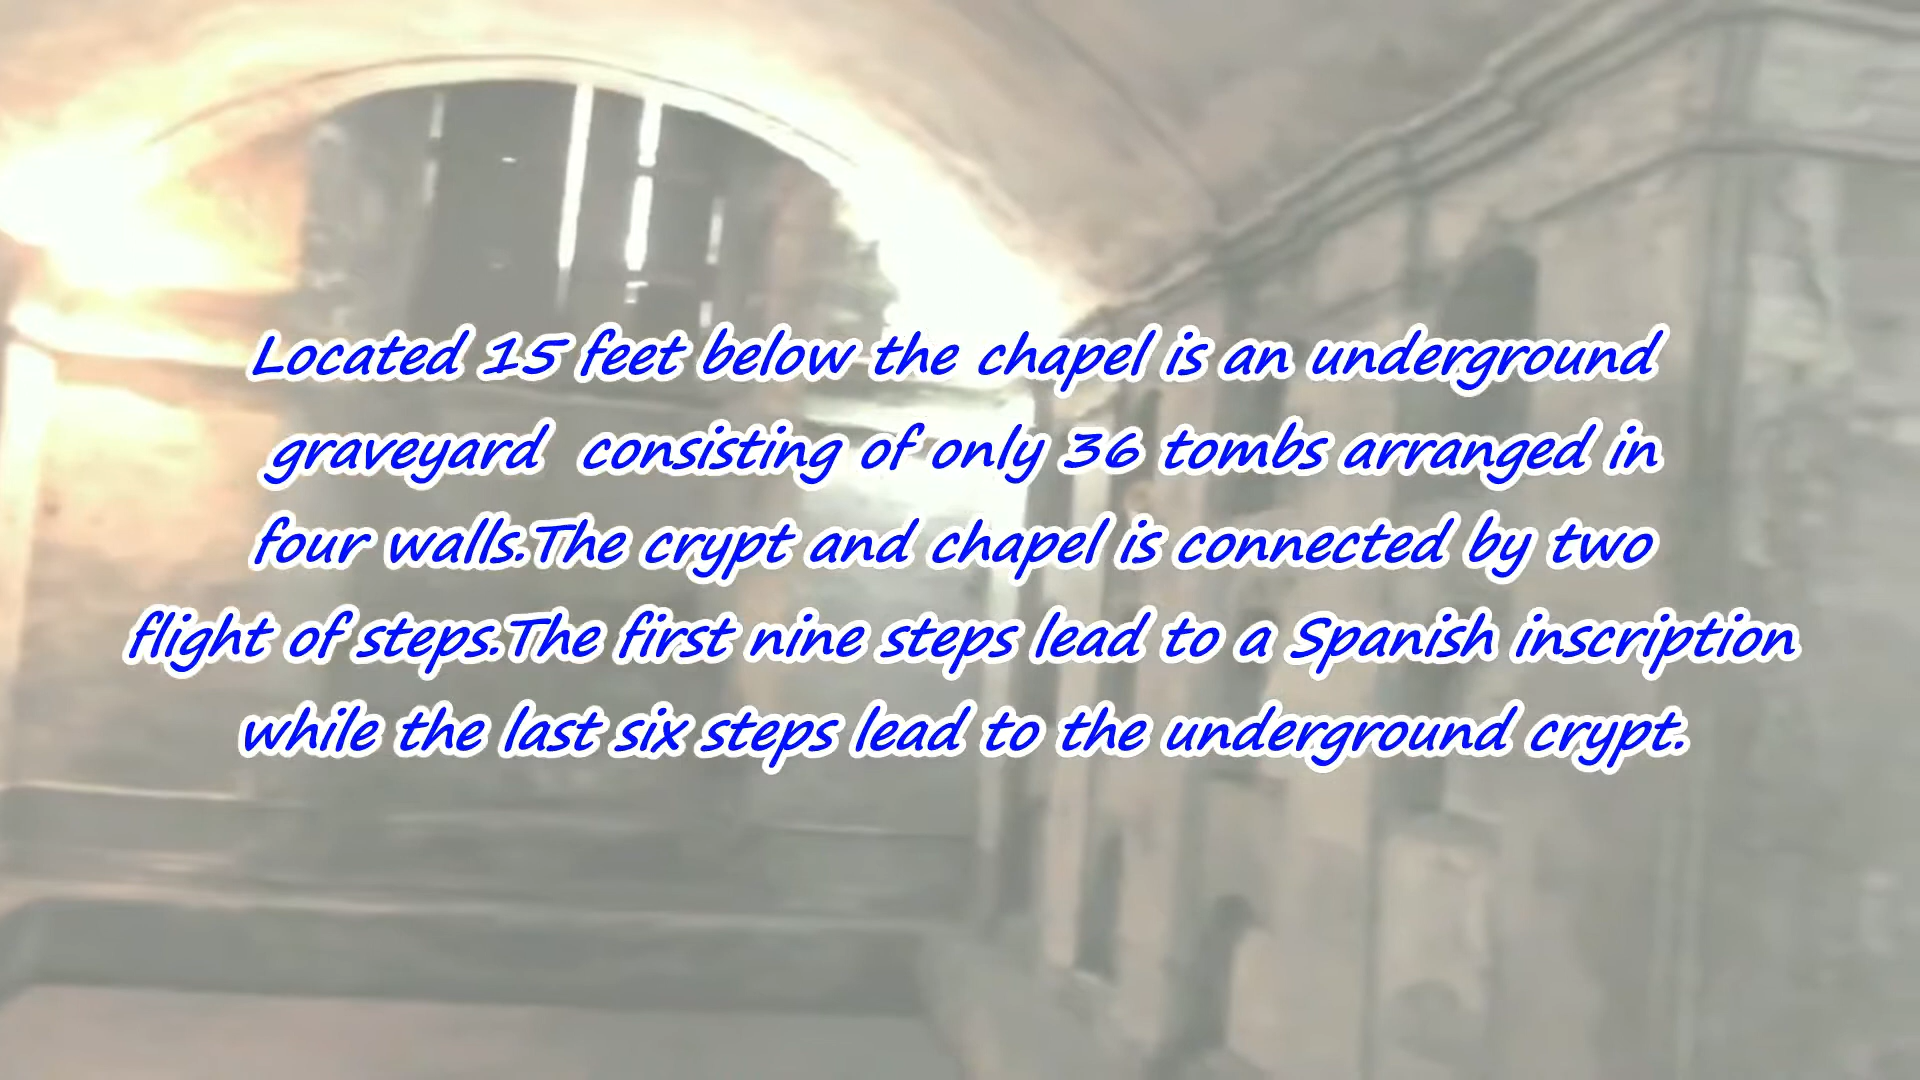 Located 15 feet below the chapel is an underground
graveyard  consisting of only 36 tombs arranged in
four walls.The crypt and chapel is connected by two
flight of steps.The first nine steps lead to a Spanish inscription
while the last six steps lead to the underground crypt.